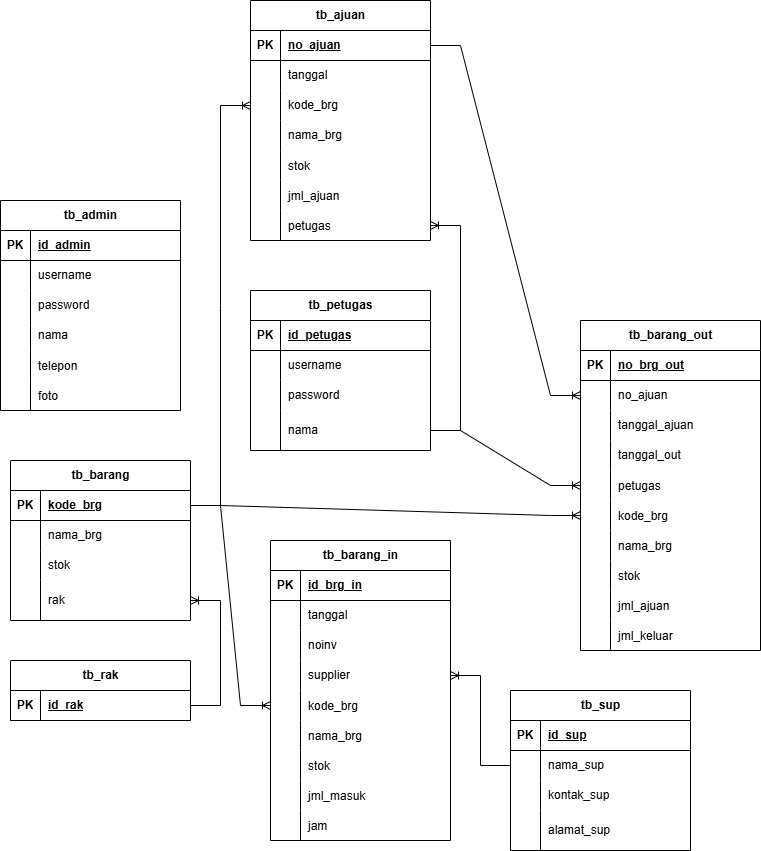 tb_ajuan
PK no_ajuan
tanggal
kode_brg
nama_brg
stok
jml_ajuan
petugas
tb_admin
PK id_admin
username
password
nama
telepon
foto
tb_petugas
PK id_petugas
username
password
nama
tb_barang_out
PK no_brg_out
no_ajuan
tanggal_ajuan
tanggal_out
petugas
kode_brg
nama_brg
stok
jml_ajuan
jml_keluar
tb_barang
PK kode_brg
nama_brg
stok
rak
tb_barang_in
PK id_brg_in
tanggal
noinv
supplier
kode_brg
nama_brg
stok
jml_masuk
jam
tb_rak
PK id_rak
tb_sup
PK id_sup
nama_sup
kontak_sup
alamat_sup